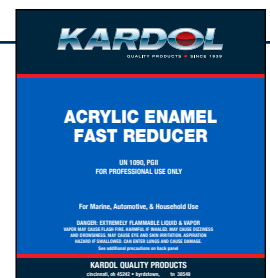 KARDOL
QUALITY PRODUCTS • SINCE 1939
ACRYLIC ENAMEL
FAST REDUCER
UN 1090, PGII
FOR PROFESSIONAL USE ONLY
For Marine, Automotive, & Household Use
DANGER: EXTREMELY FLAMMABLE LIQUID & VAPOR
VAPOR MAY CAUSE FLASH FIRE. HARMFUL IF INHALED. MAY CAUSE DIZZINESS
AND DROWSINESS. MAY CAUSE EYE AND SKIN IRRITATION. ASPIRATION
HAZARD IF SWALLOWED. CAN ENTER LUNGS AND CAUSE DAMAGE.
See additional precautions on back panel
KARDOL QUALITY PRODUCTS
cincinnati, oh 45242 • byrdstown, tn 38549